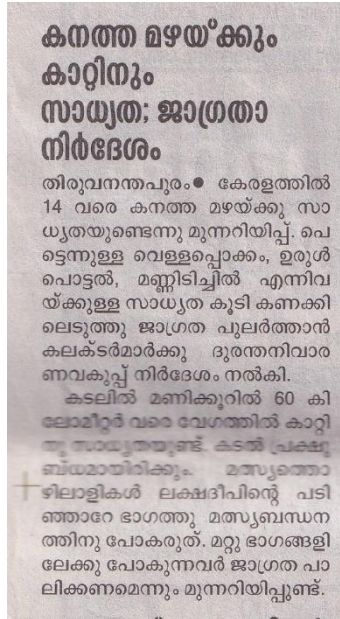 കനത്ത മഴയ്ക്കും
കാറ്റിനും
സാധ്യത; ജാഗ്രതാ
നിർദേശം
തിരുവനന്തപുരം● കേരളത്തിൽ
14 വരെ കനത്ത മഴയ്ക്കു സാ
ധ്യതയുണ്ടെന്നു മുന്നറിയിപ്പ്. പെ
ട്ടെന്നുള്ള വെള്ളപ്പൊക്കം, ഉരുൾ
പൊട്ടൽ, മണ്ണിടിച്ചിൽ എന്നിവ
യ്ക്കുള്ള സാധ്യത കൂടി കണക്കി
ലെടുത്തു ജാഗ്രത പുലർത്താൻ
കലക്ടർമാർക്കു ദുരന്തനിവാര
ണവകുപ്പ് നിർദേശം നൽകി.
കടലിൽ മണിക്കൂറിൽ 60 കി
ലോമീറ്റർ വരെ വേഗത്തിൽ കാറ്റി
നു സാധ്യതയുണ്ട്. കടൽ പ്രക്ഷു
ബ്ധമായിരിക്കും. മത്സ്യത്തൊ
ഴിലാളികൾ ലക്ഷദീപിന്റെ പടി
ഞ്ഞാറേ ഭാഗത്തു മത്സ്യബന്ധന
ത്തിനു പോകരുത്. മറ്റു ഭാഗങ്ങളി
ലേക്കു പോകുന്നവർ ജാഗ്രത പാ
ലിക്കണമെന്നും മുന്നറിയിപ്പുണ്ട്.